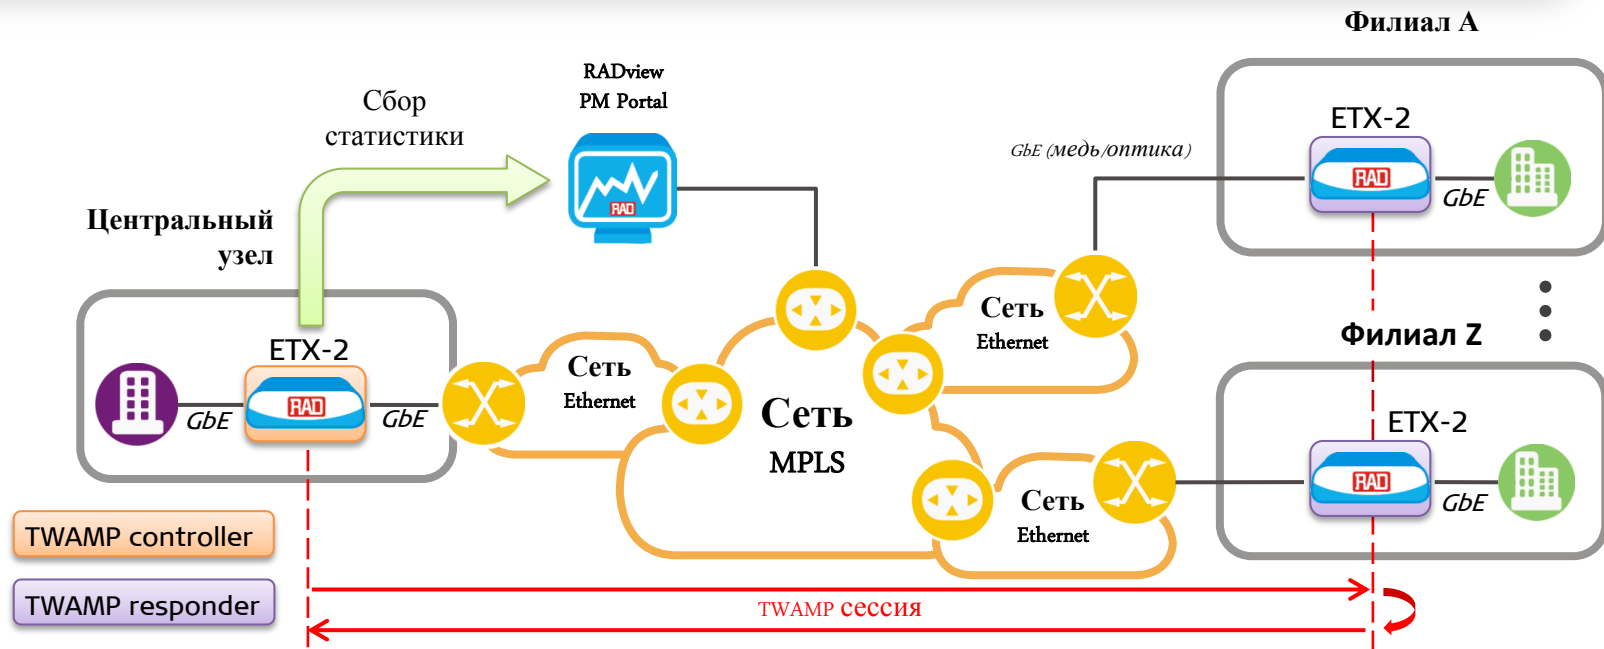 Филиал A
RADview
PM Portal
Сбор
статистики
ETX-2
GbE (медь/оптика)
RAD
GbE
RAD
Центральный
узел
Сеть
Ethernet
Филиал Z
ETX-2
Сеть
Ethernet
ETX-2
RAD
GbE
GbE
Сеть
MPLS
RAD
GbE
Сеть
Ethernet
TWAMP controller
TWAMP responder
TWAMP сессия